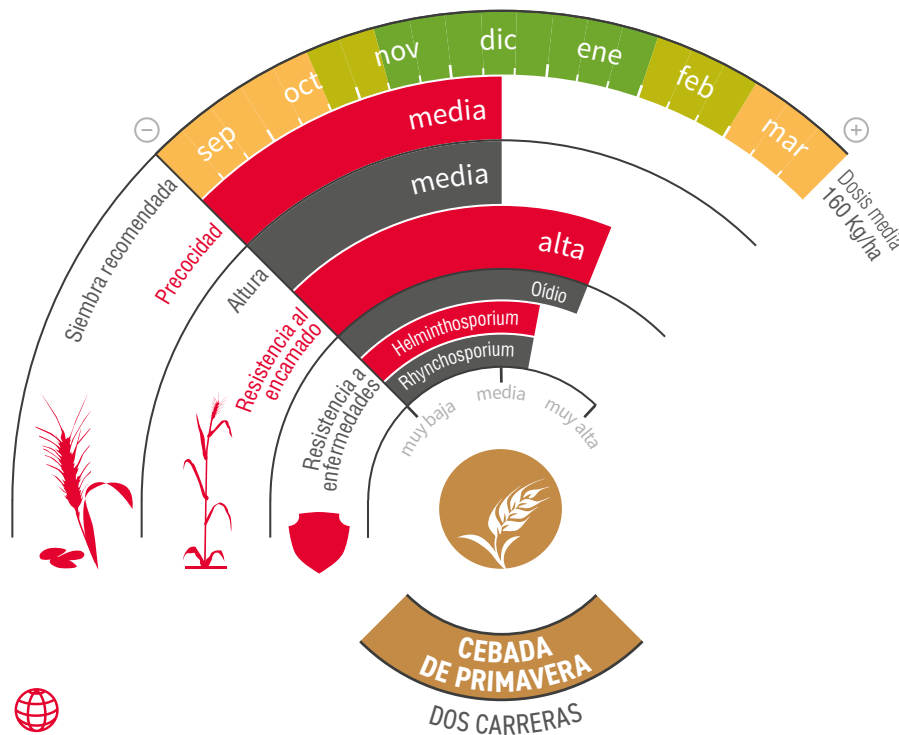 sep
oct
nov
dic
ene
feb
mar
−
+
Siembra recomendada
Dosis media
160 Kg/ha
Precocidad
media
Altura
media
Resistencia al
encamado
alta
Resistencia a
enfermedades
Oídio
Helminthosporium
Rhynchosporium
muy baja
media
muy alta
CEBADA
DE PRIMAVERA
DOS CARRERAS